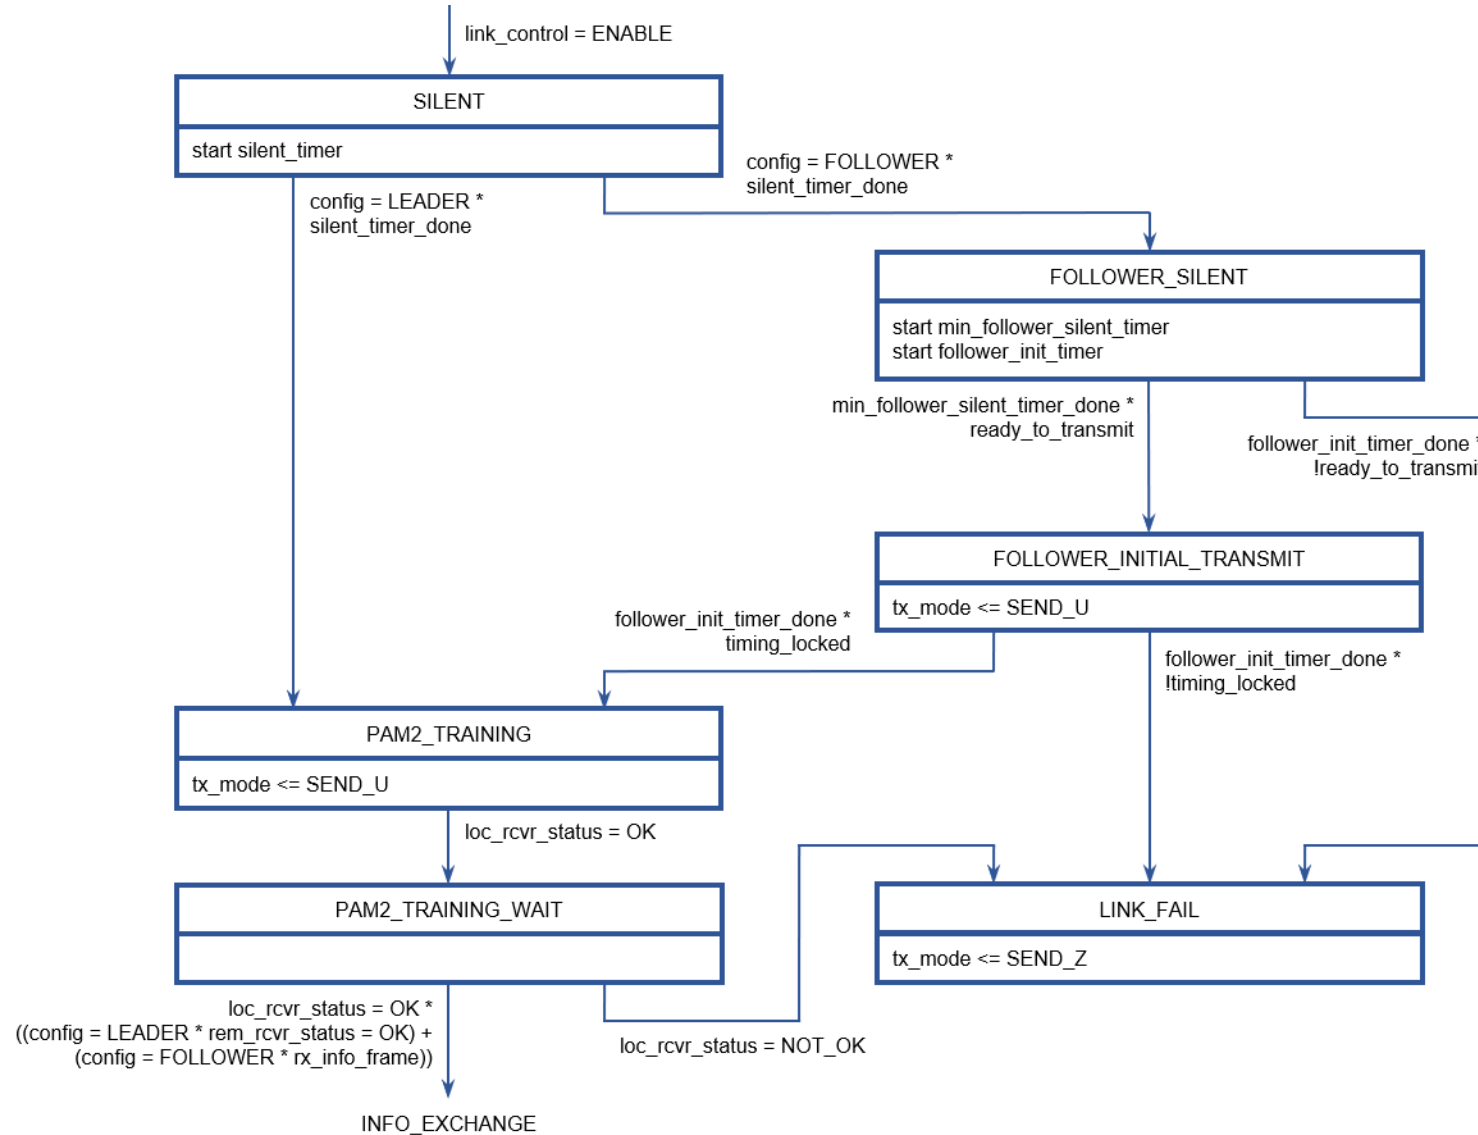 link_control = ENABLE
SILENT
start silent_timer
config = FOLLOWER *
silent_timer_done
config = LEADER *
silent_timer_done
FOLLOWER_SILENT
start min_follower_silent_timer
start follower_init_timer
min_follower_silent_timer_done *
ready_to_transmit
follower_init_timer_done *
!ready_to_transmi
FOLLOWER_INITIAL_TRANSMIT
tx_mode <= SEND_U
follower_init_timer_done *
timing_locked
follower_init_timer_done *
!timing_locked
PAM2_TRAINING
tx_mode <= SEND_U
loc_rcvr_status = OK
PAM2_TRAINING_WAIT
LINK_FAIL
tx_mode <= SEND_Z
loc_rcvr_status = OK *
((config = LEADER * rem_rcvr_status = OK) +
(config = FOLLOWER * rx_info_frame))
loc_rcvr_status = NOT_OK
INFO_EXCHANGE